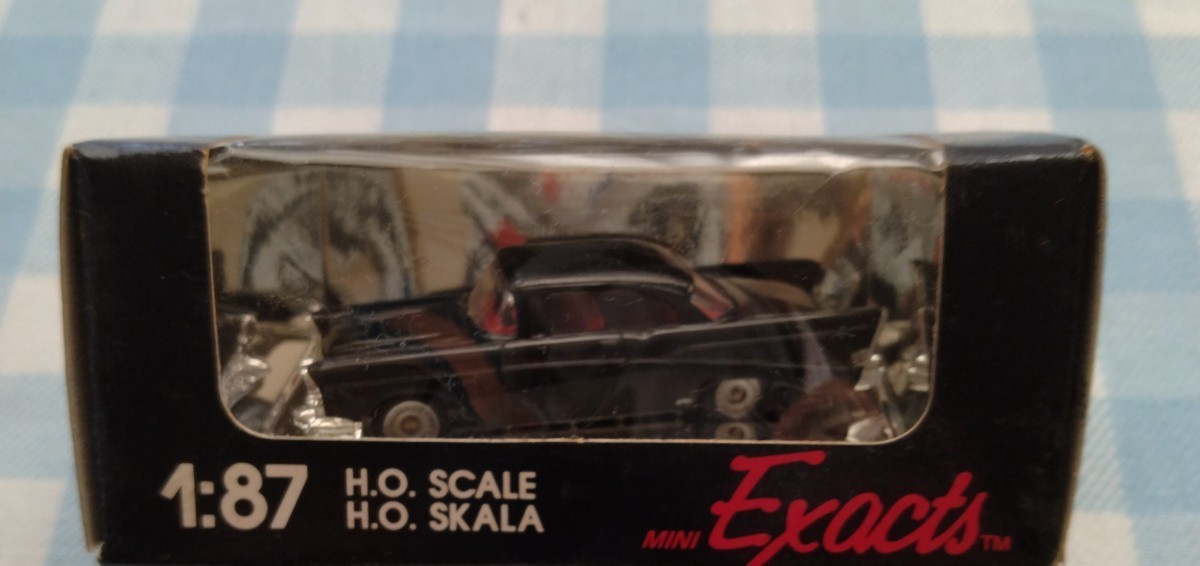 1:87
H.O. SCALE
H.O. SKALA
MINI Exacts™